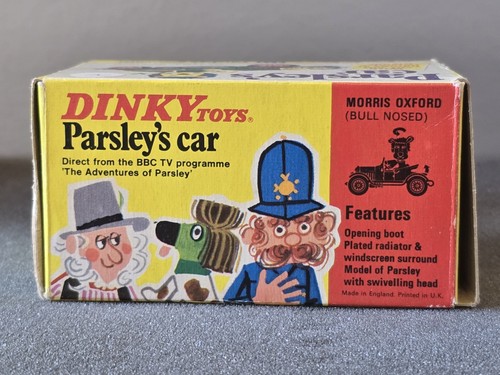 DINKY TOYS®
Parsley's car
Direct from the BBC TV programme
'The Adventures of Parsley'
MORRIS OXFORD
(BULL NOSED)
Features
Opening boot
Plated radiator &
windscreen surround
Model of Parsley
with swivelling head
Made in England. Printed in U.K.
Parsley's